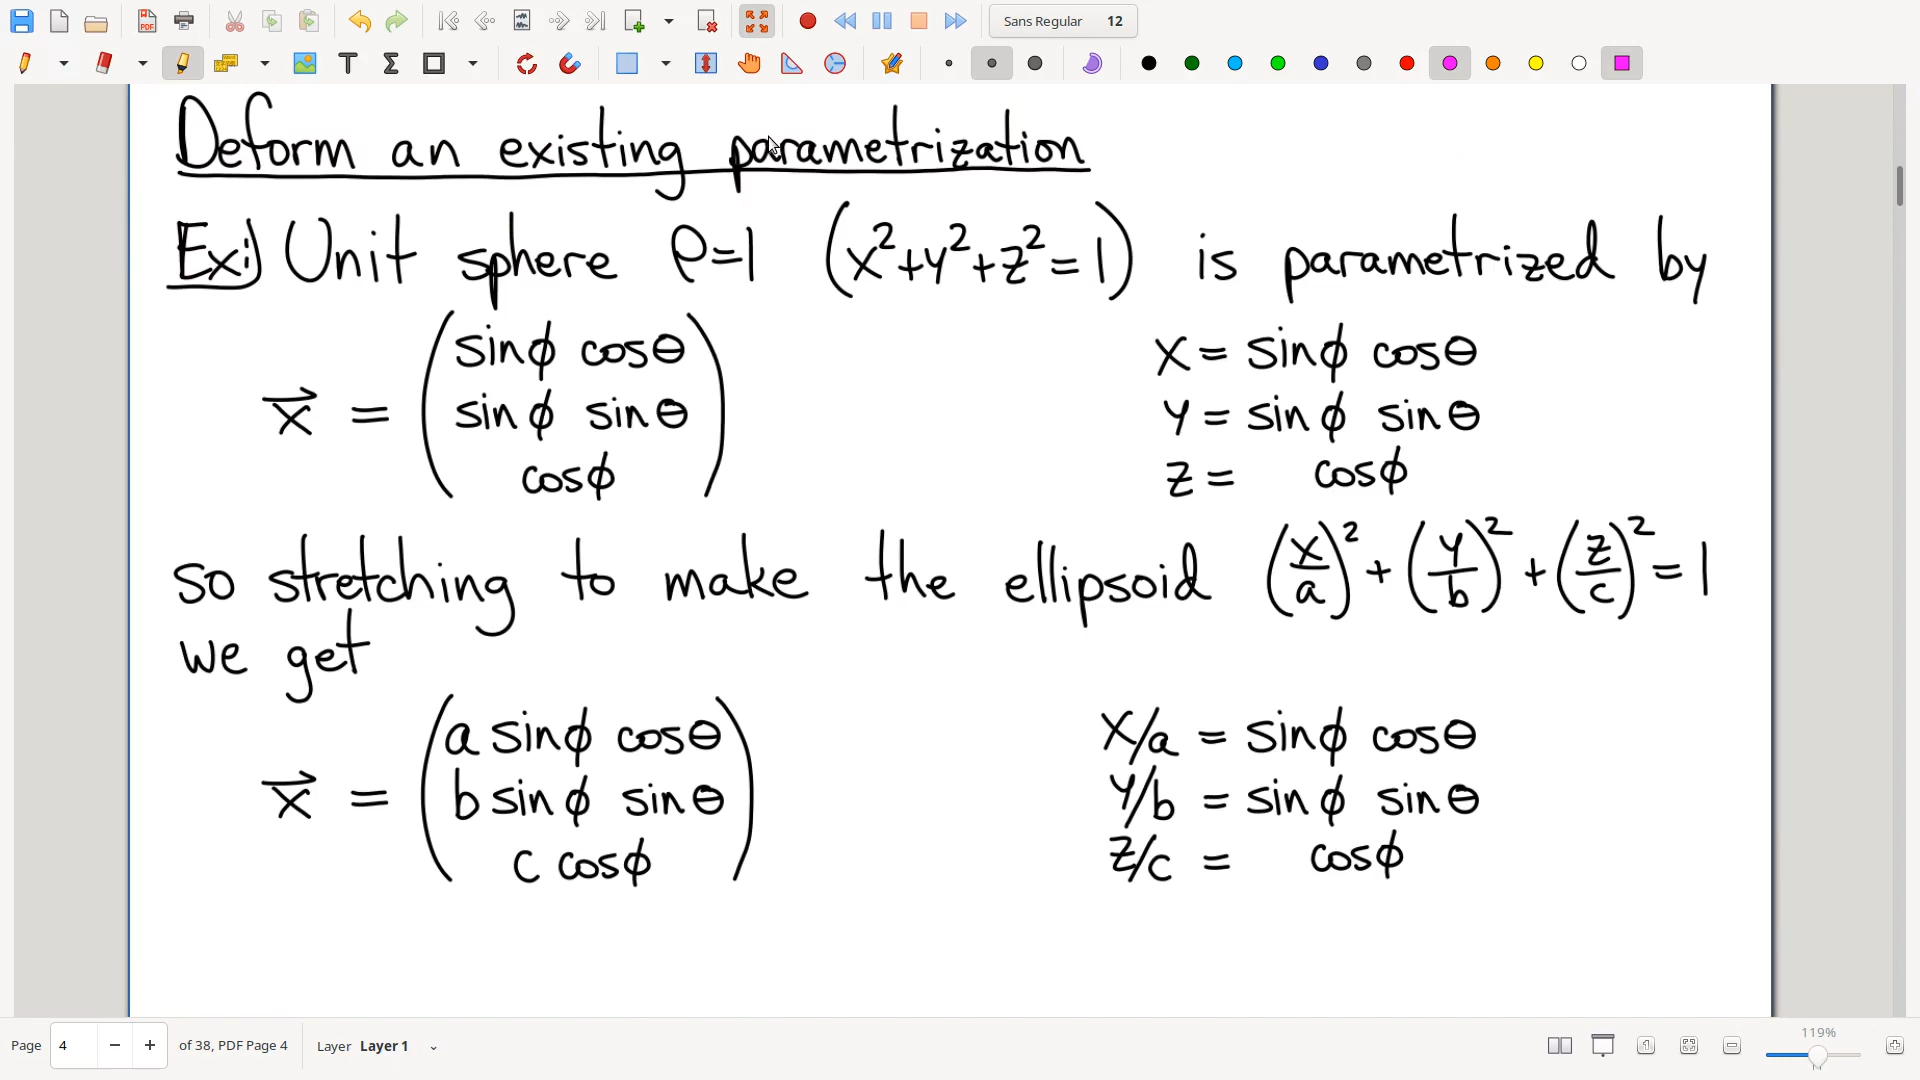 Sans Regular 12
Deform an existing parametrization
Ex:) Unit sphere ρ=1 (x²+y²+z²=1) is parametrized by
x⃗ = (sinϕ cosθ
sinϕ sinθ
cosϕ)
x = sinϕ cosθ
y = sinϕ sinθ
z = cosϕ
so stretching to make the ellipsoid (x/a)² + (y/b)² + (z/c)² = 1
we get
x⃗ = (a sinϕ cosθ
b sinϕ sinθ
c cosϕ)
x/a = sinϕ cosθ
y/b = sinϕ sinθ
z/c = cosϕ
Page 4 − + of 38, PDF Page 4 Layer Layer 1 119%